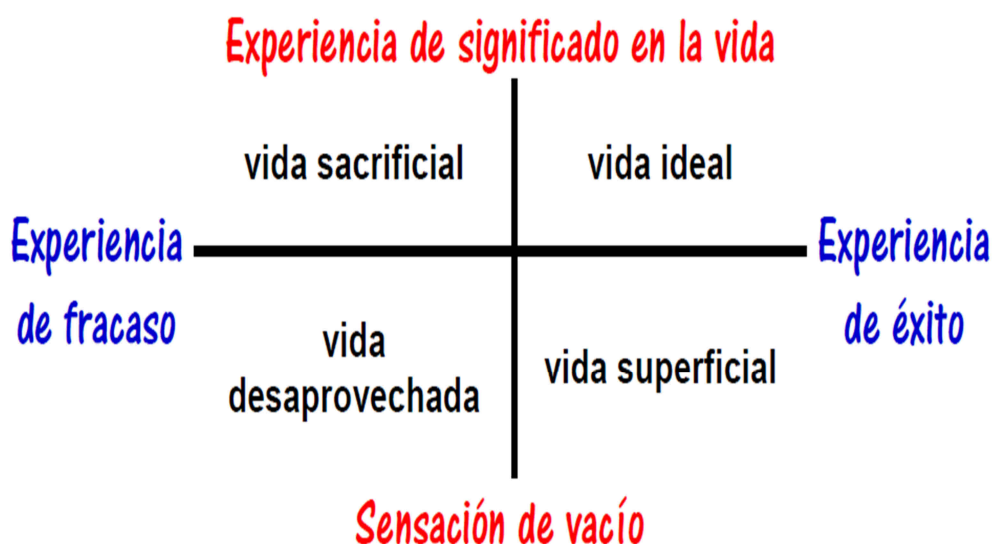 Experiencia de significado en la vida
vida sacrificial
vida ideal
Experiencia
de fracaso
Experiencia
de éxito
vida
desaprovechada
vida superficial
Sensación de vacío